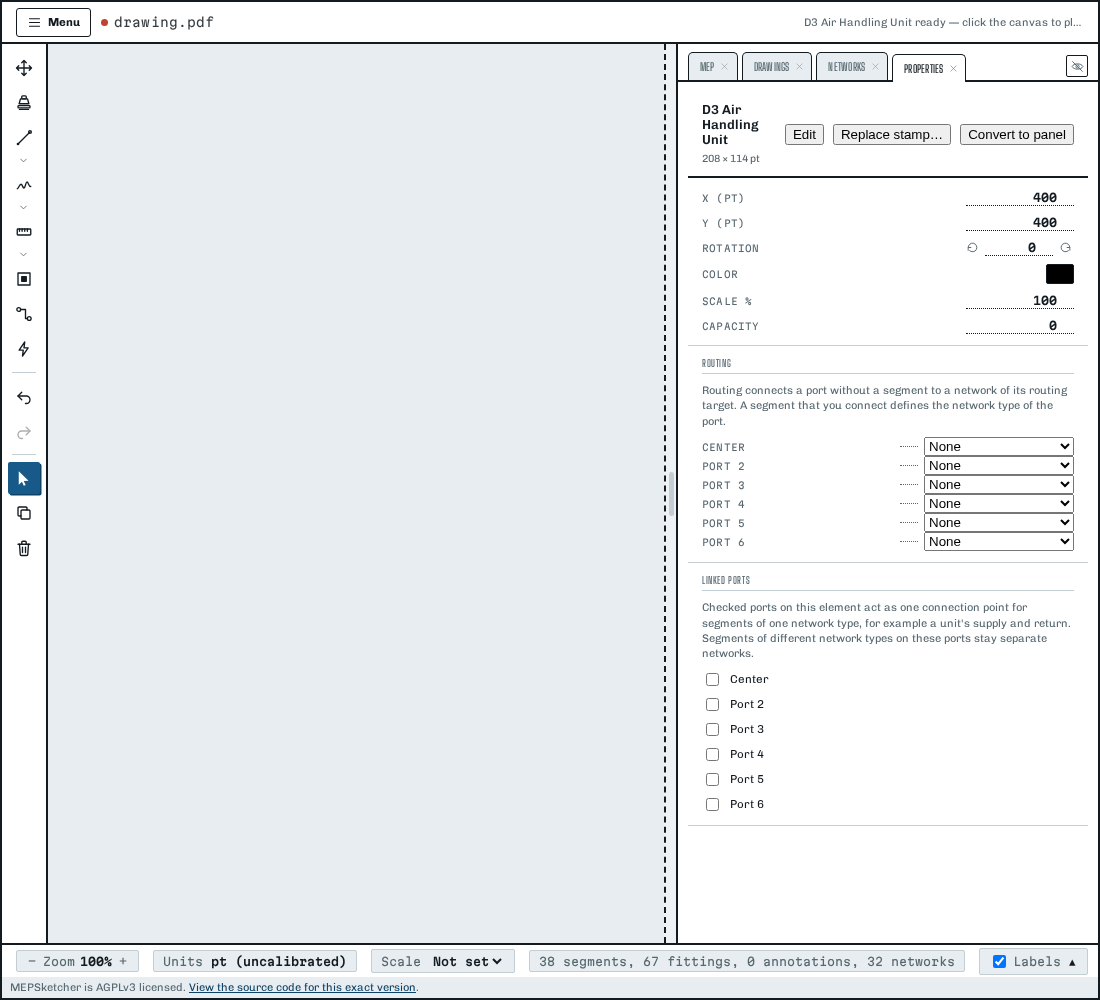 Menu
drawing.pdf
D3 Air Handling Unit ready — click the canvas to pl…
MEP
DRAWINGS
NETWORKS
PROPERTIES
D3 Air
Handling
Unit
208 × 114 pt
Edit
Replace stamp…
Convert to panel
X (PT) 400
Y (PT) 400
ROTATION 0
COLOR
SCALE % 100
CAPACITY 0
ROUTING
Routing connects a port without a segment to a network of its routing
target. A segment that you connect defines the network type of the
port.
CENTER None
PORT 2 None
PORT 3 None
PORT 4 None
PORT 5 None
PORT 6 None
LINKED PORTS
Checked ports on this element act as one connection point for
segments of one network type, for example a unit's supply and return.
Segments of different network types on these ports stay separate
networks.
Center
Port 2
Port 3
Port 4
Port 5
Port 6
− Zoom 100% +
Units pt (uncalibrated)
Scale Not set
38 segments, 67 fittings, 0 annotations, 32 networks
Labels ▲
MEPSketcher is AGPLv3 licensed. View the source code for this exact version.